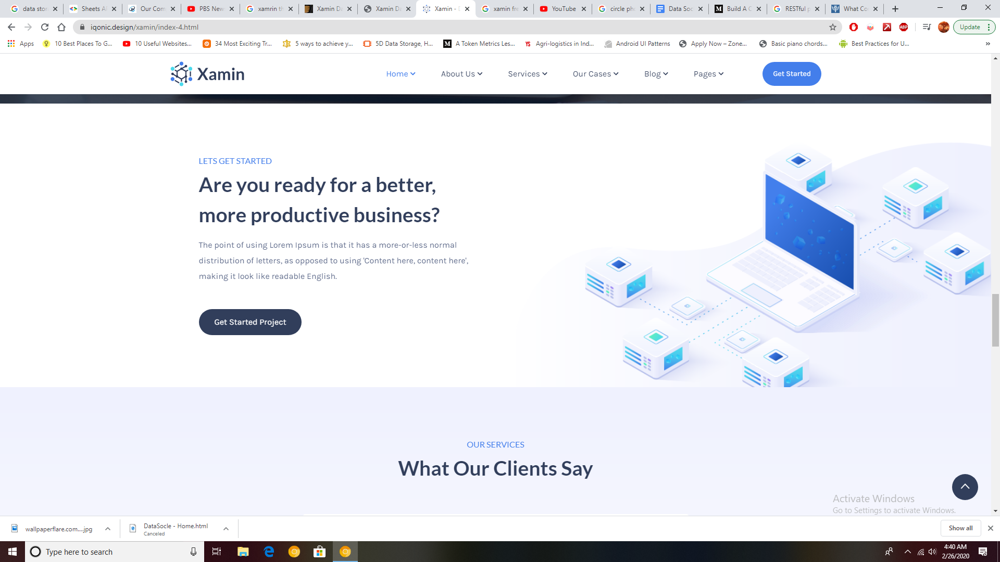 data stor
Sheets A
Our Com
PBS New
xamrin th
Xamin Da
Xamin Da
Xamin - 
xamin fre
YouTube
circle pho
Data Soc
Build A C
RESTful p
What Co
iqonic.design/xamin/index-4.html
Update
Apps
10 Best Places To G...
10 Useful Websites...
34 Most Exciting Tr...
5 ways to achieve y...
5D Data Storage, H...
A Token Metrics Les...
Agri-logistics in Ind...
Android UI Patterns
Apply Now – Zone...
Basic piano chords...
Best Practices for U...
»
Xamin
Home
About Us
Services
Our Cases
Blog
Pages
Get Started
LETS GET STARTED
Are you ready for a better,
more productive business?
The point of using Lorem Ipsum is that it has a more-or-less normal
distribution of letters, as opposed to using 'Content here, content here',
making it look like readable English.
Get Started Project
OUR SERVICES
What Our Clients Say
Activate Windows
Go to Settings to activate Windows.
wallpaperflare.com....jpg
DataSocle - Home.html
Canceled
Show all
Type here to search
4:40 AM
2/26/2020